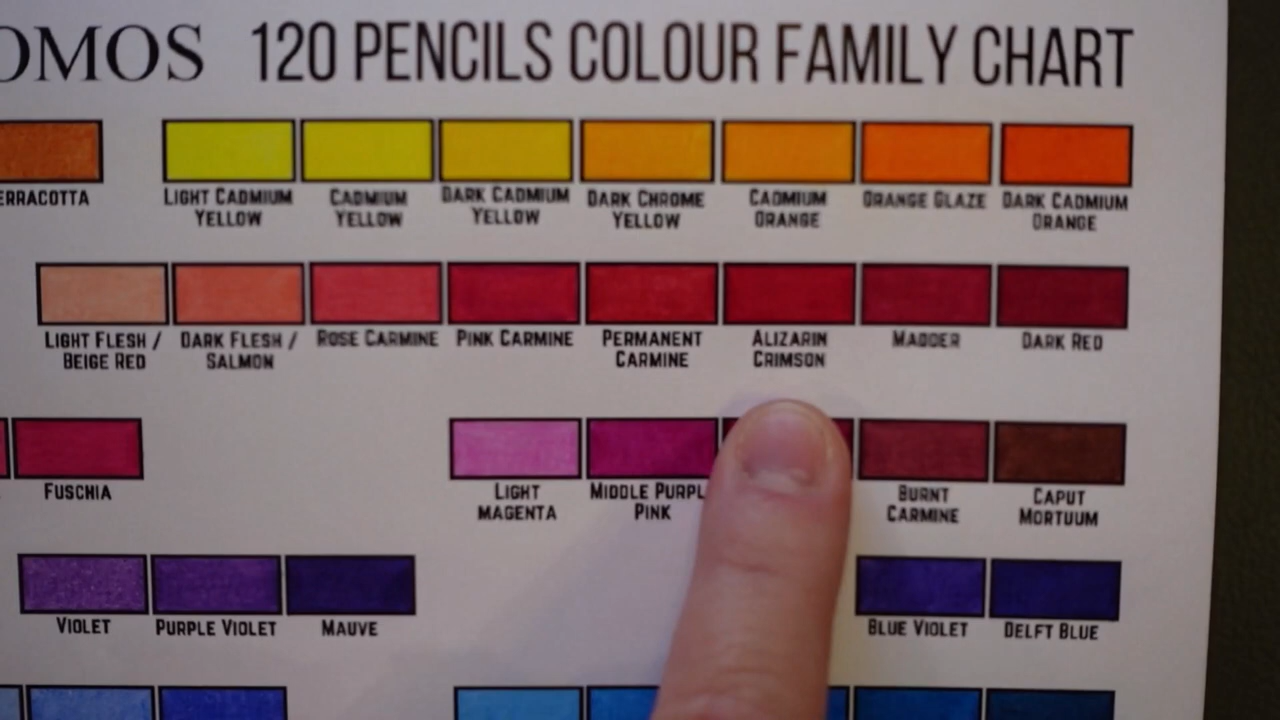 OMOS 120 PENCILS COLOUR FAMILY CHART
ERRACOTTA LIGHT CADMIUM YELLOW CADMIUM YELLOW DARK CADMIUM YELLOW DARK CHROME YELLOW CADMIUM ORANGE ORANGE GLAZE DARK CADMIUM ORANGE
LIGHT FLESH / BEIGE RED DARK FLESH / SALMON ROSE CARMINE PINK CARMINE PERMANENT CARMINE ALIZARIN CRIMSON MADDER DARK RED
FUSCHIA LIGHT MAGENTA MIDDLE PURPL PINK BURNT CARMINE CAPUT MORTUUM
VIOLET PURPLE VIOLET MAUVE BLUE VIOLET DELFT BLUE